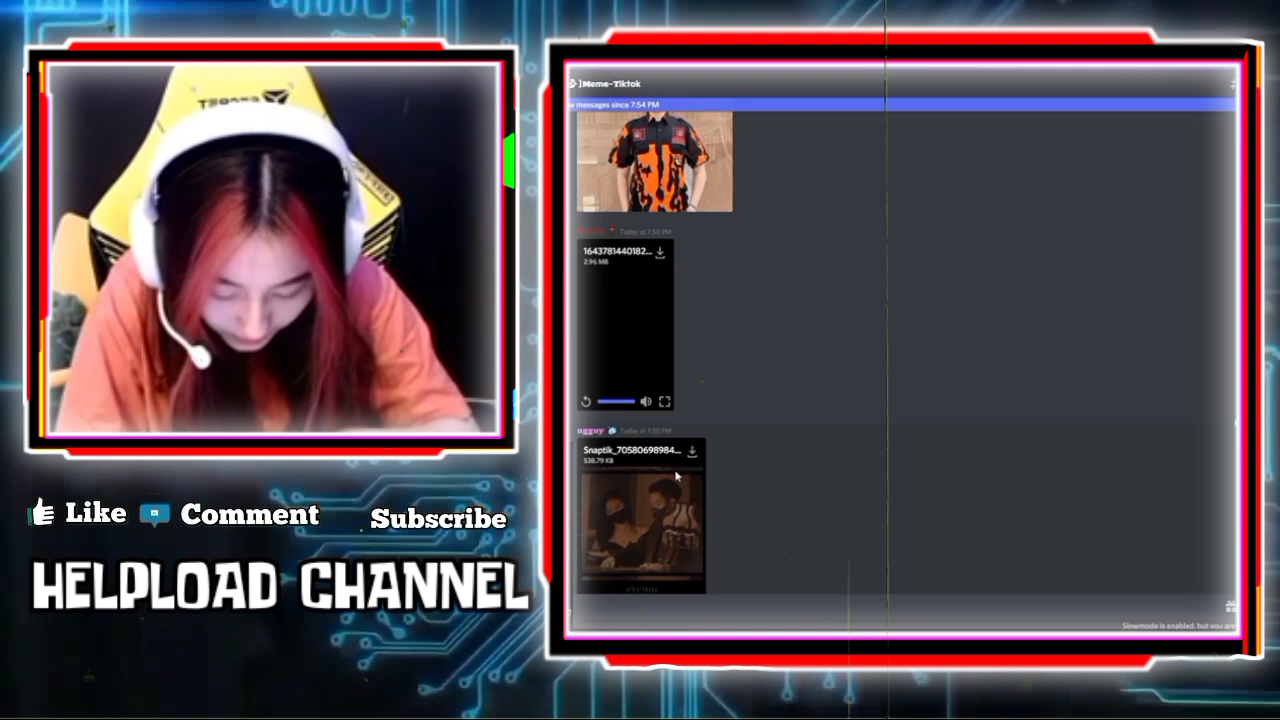 Meme-Tiktok
w messages since 7:54 PM
Today at 7:50 PM
1643781440182...
2.96 MB
ngguy
Today at 7:50 PM
Snaptik_70580698984...
538.79 KB
Slowmode is enabled, but you are
Like
Comment
Subscribe
HELPLOAD CHANNEL